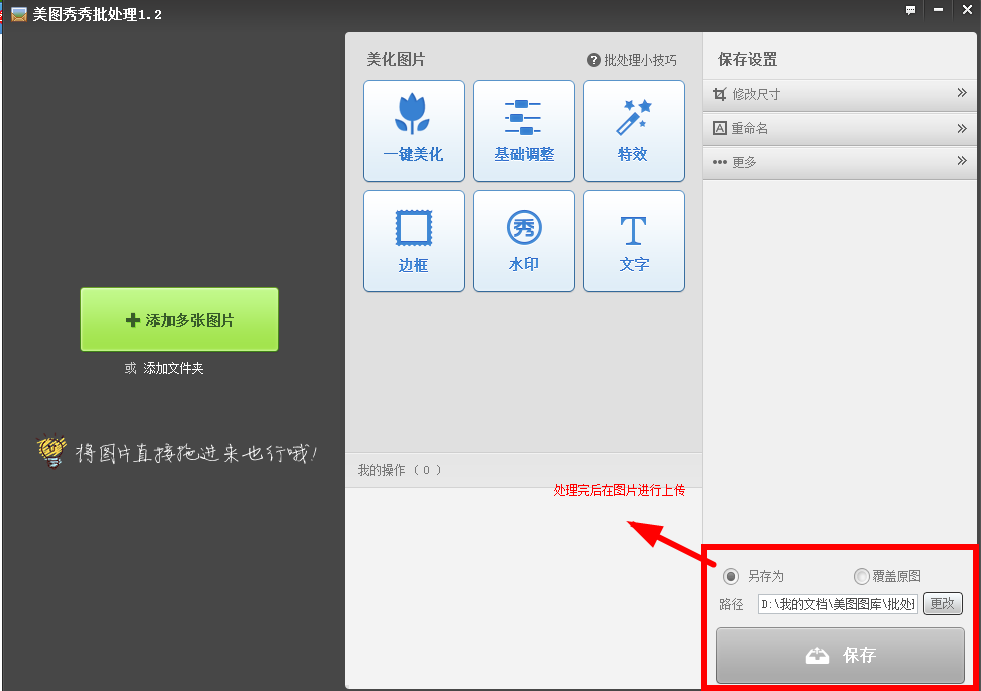 美图秀秀批处理1.2
添加多张图片
或 添加文件夹
将图片直接拖进来也行哦!
美化图片
? 批处理小技巧
一键美化
基础调整
特效
边框
秀
水印
T
文字
我的操作 ( 0 )
处理完后在图片进行上传
保存设置
修改尺寸
A 重命名
更多
另存为
覆盖原图
路径 D:\我的文档\美图图库\批处 更改
保存